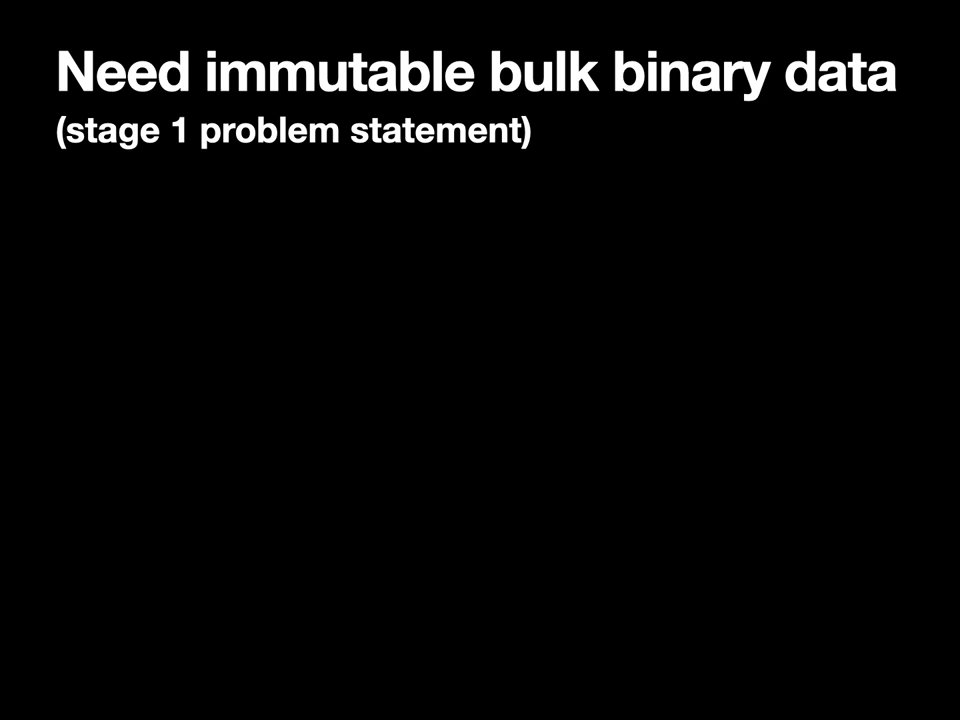 Need immutable bulk binary data
(stage 1 problem statement)